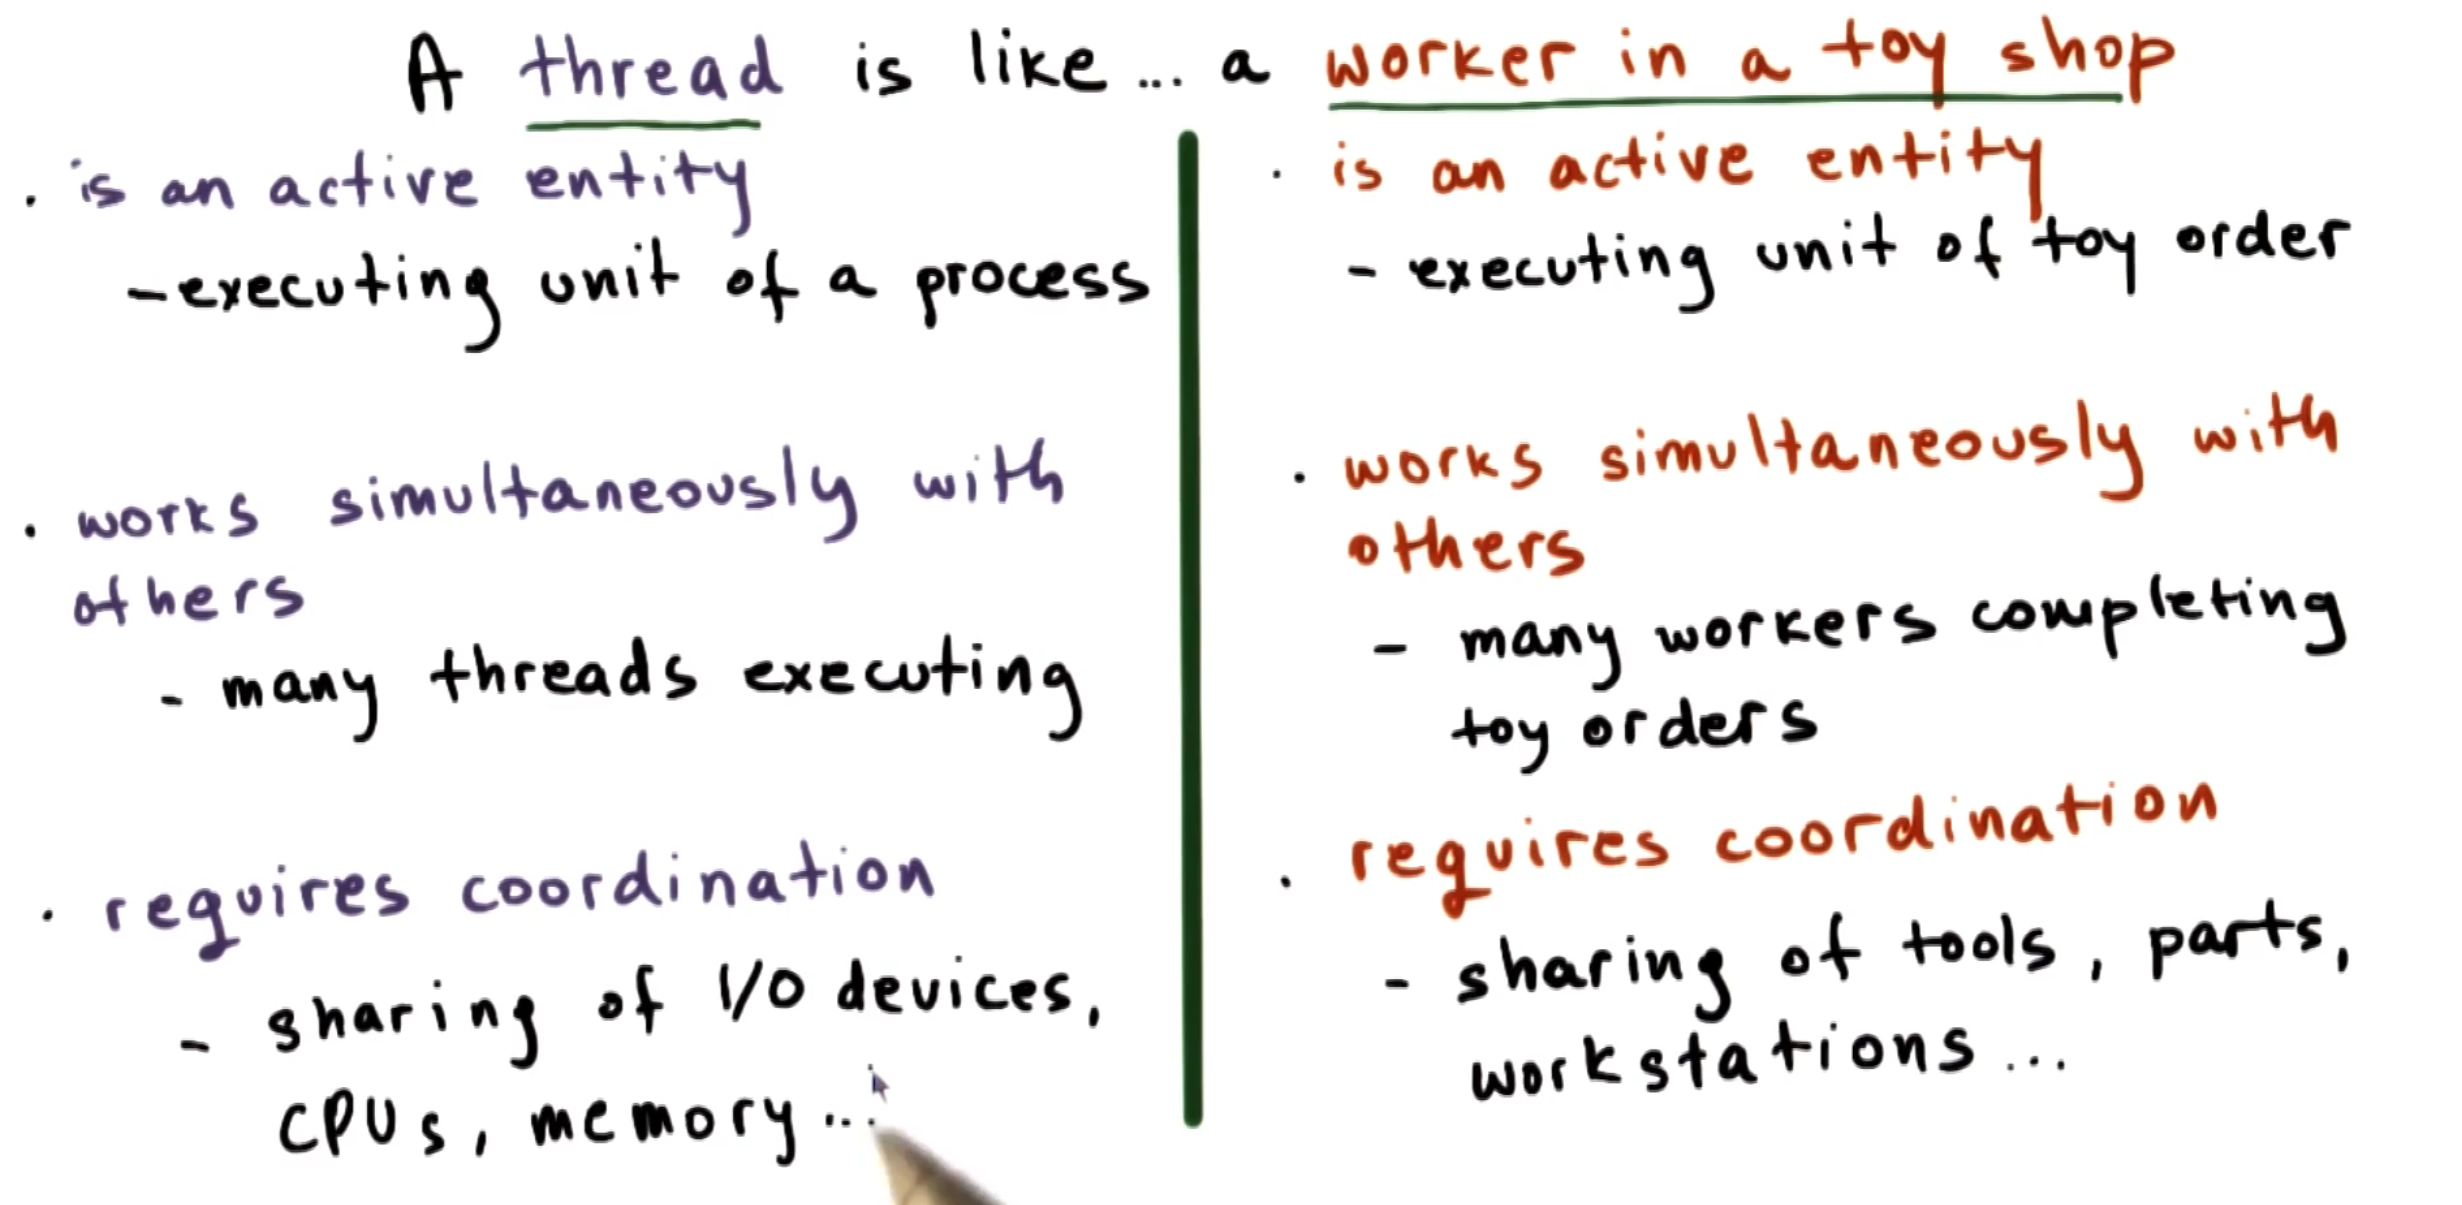 A thread is like... a worker in a toy shop
. is an active entity
- executing unit of a process
. works simultaneously with
others
- many threads executing
. requires coordination
- sharing of I/O devices,
CPUs, memory...
. is an active entity
- executing unit of toy order
. works simultaneously with
others
- many workers completing
toy orders
. requires coordination
- sharing of tools, parts,
workstations...